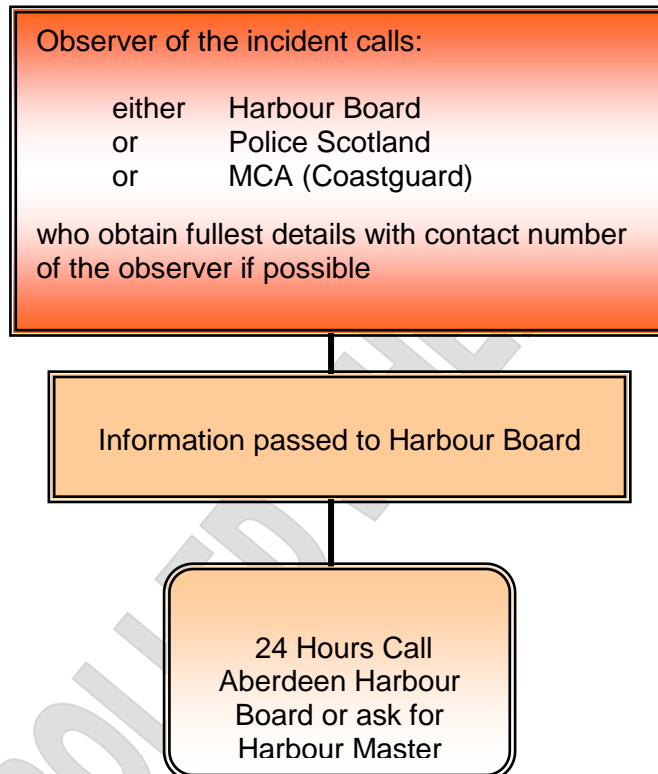 Observer of the incident calls:
either Harbour Board
or Police Scotland
or MCA (Coastguard)
who obtain fullest details with contact number
of the observer if possible
Information passed to Harbour Board
24 Hours Call
Aberdeen Harbour
Board or ask for
Harbour Master